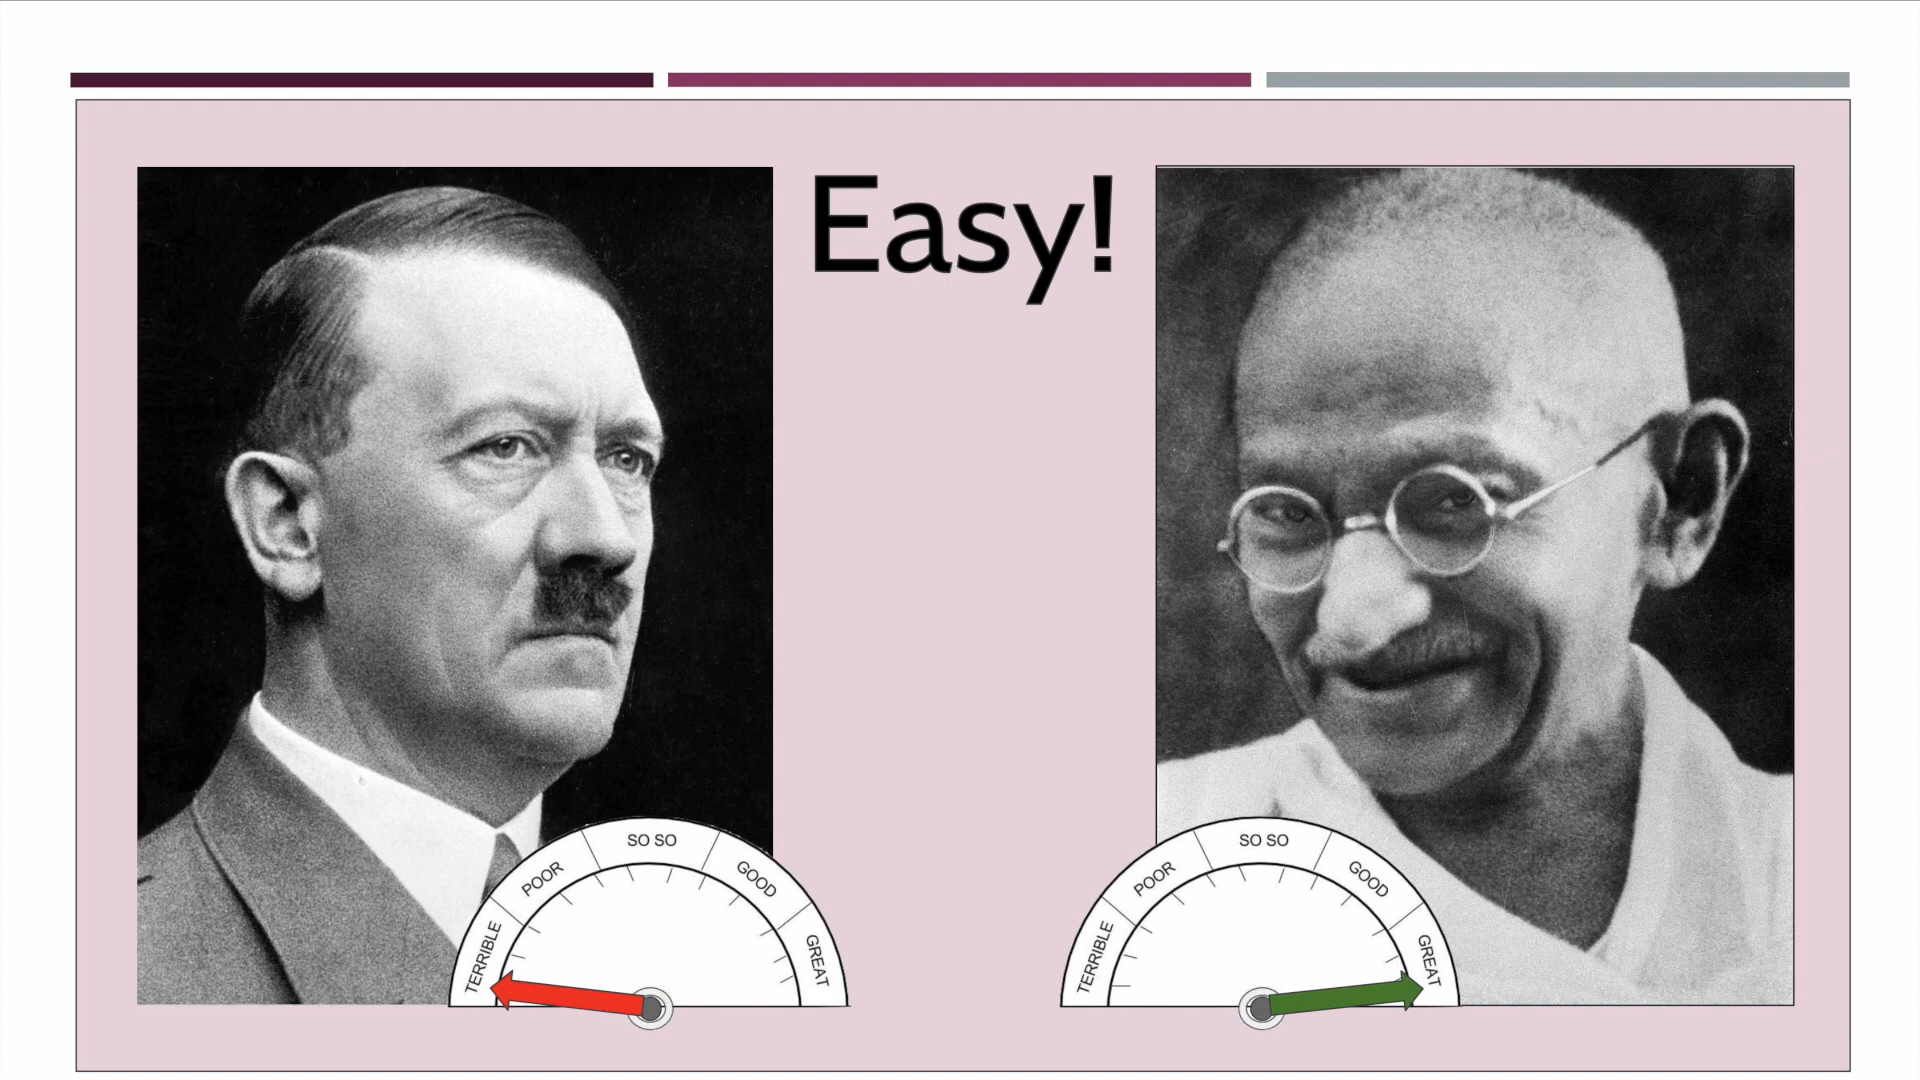 Easy!
TERRIBLE
POOR
SO SO
GOOD
GREAT
TERRIBLE
POOR
SO SO
GOOD
GREAT